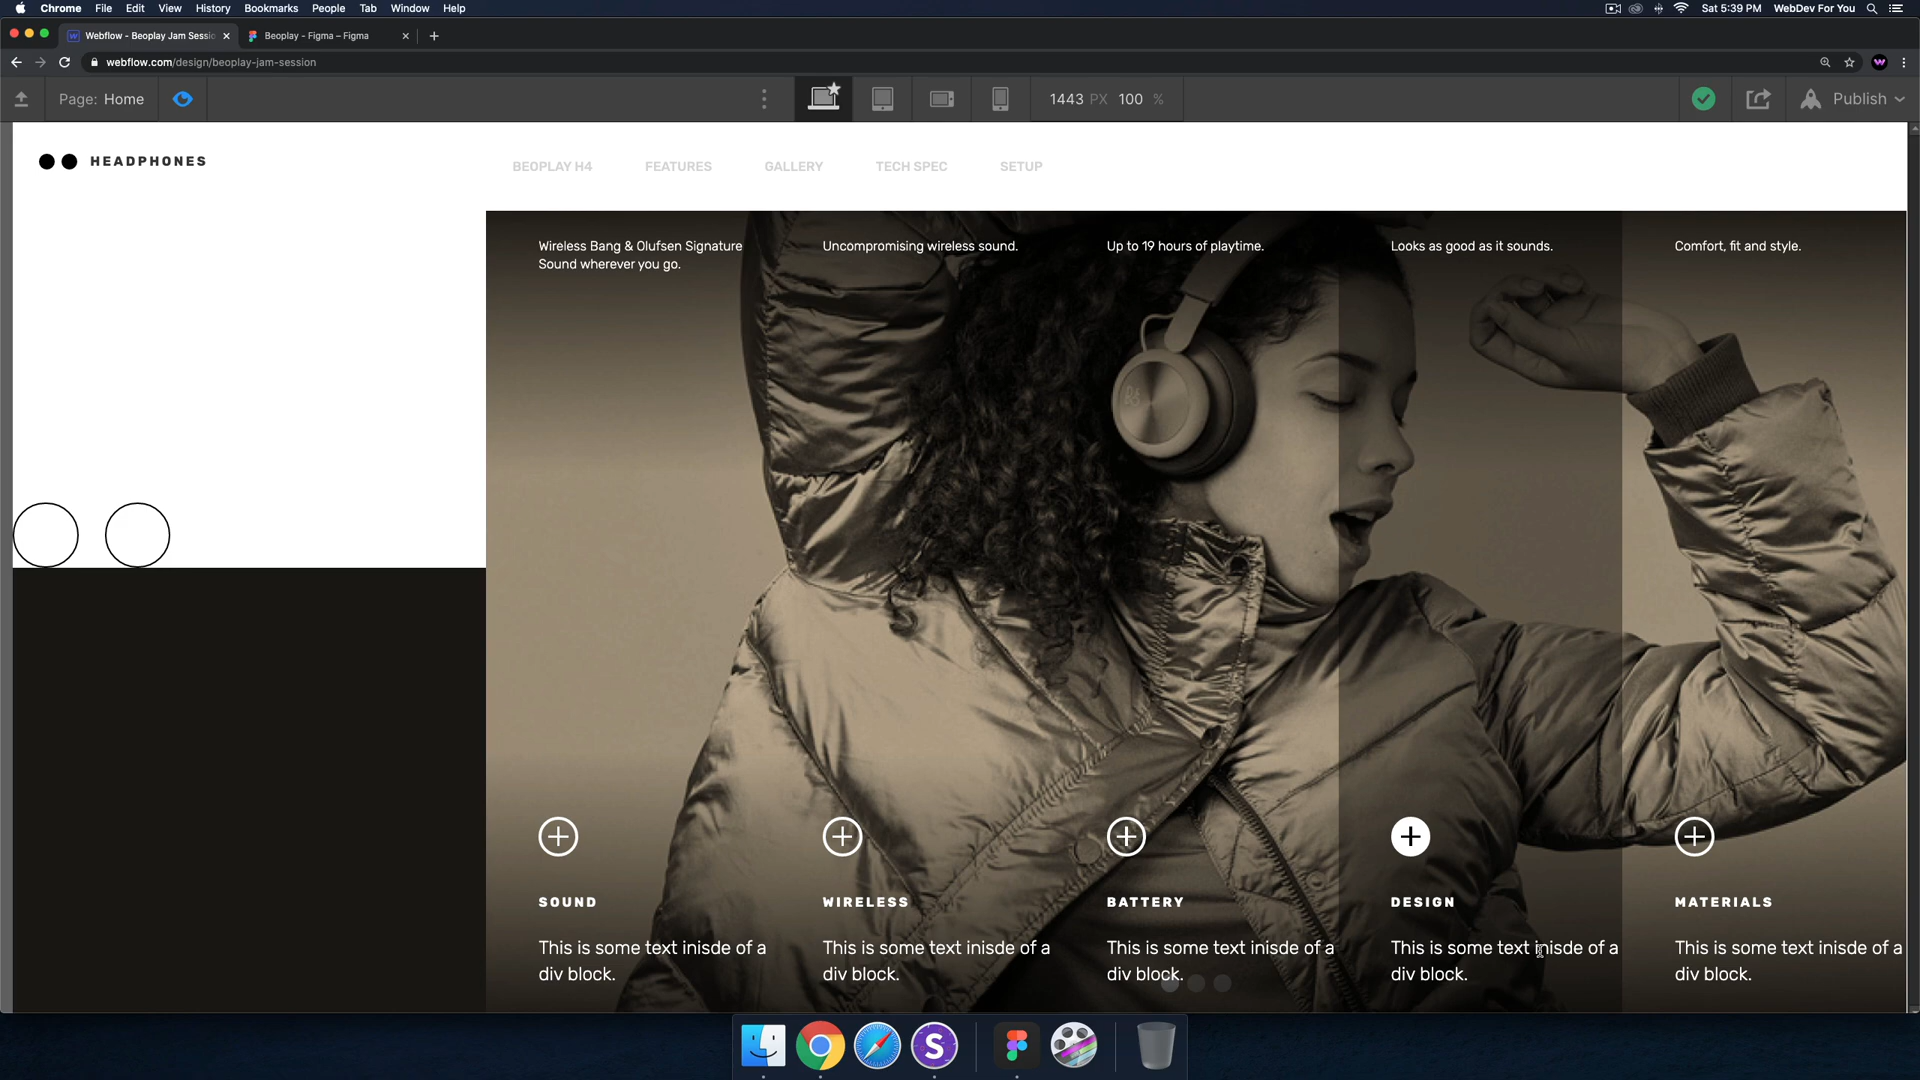 Chrome File Edit View History Bookmarks People Tab Window Help
Sat 5:39 PM WebDev For You
Webflow - Beoplay Jam Sessio
Beoplay - Figma – Figma
webflow.com/design/beoplay-jam-session
Page: Home
1443 PX 100 %
Publish
HEADPHONES
BEOPLAY H4 FEATURES GALLERY TECH SPEC SETUP
Wireless Bang & Olufsen Signature
Sound wherever you go.
Uncompromising wireless sound.
Up to 19 hours of playtime.
Looks as good as it sounds.
Comfort, fit and style.
SOUND
This is some text inisde of a
div block.
WIRELESS
This is some text inisde of a
div block.
BATTERY
This is some text inisde of a
div block.
DESIGN
This is some text inisde of a
div block.
MATERIALS
This is some text inisde of a
div block.